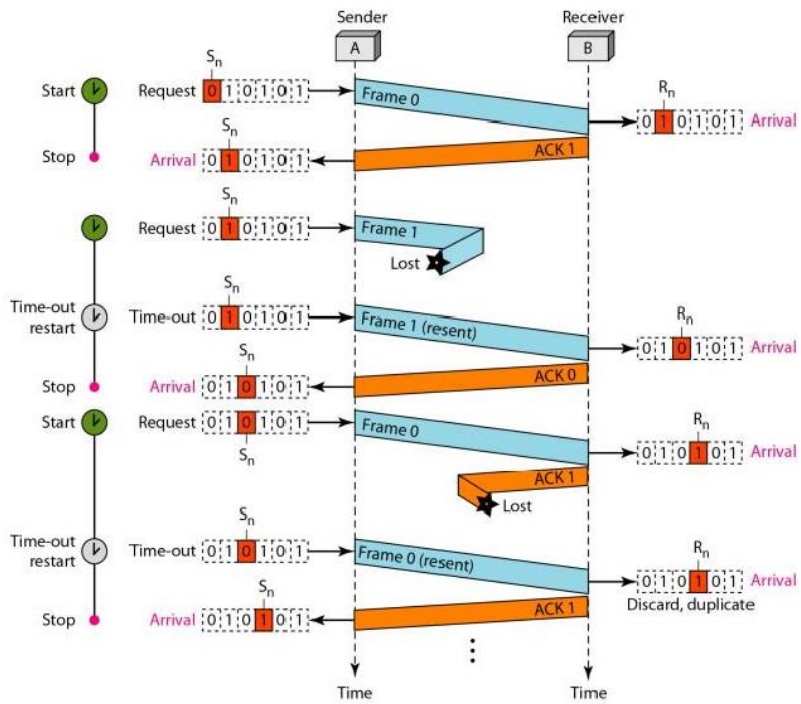 Sender Receiver
A B
Sn
Start Request 0 1 0 1 0 1 Frame 0
Rn
0 1 0 1 0 1 Arrival
Sn
Stop Arrival 0 1 0 1 0 1 ACK 1
Sn
Request 0 1 0 1 0 1 Frame 1
Lost
Sn
Time-out
restart
Time-out 0 1 0 1 0 1 Frame 1 (resent)
Rn
0 1 0 1 0 1 Arrival
Sn
Stop Arrival 0 1 0 1 0 1 ACK 0
Start Request 0 1 0 1 0 1 Frame 0
Sn
Rn
0 1 0 1 0 1 Arrival
ACK 1
Lost
Sn
Time-out
restart
Time-out 0 1 0 1 0 1 Frame 0 (resent)
Rn
0 1 0 1 0 1 Arrival
Discard, duplicate
Sn
Stop Arrival 0 1 0 1 0 1 ACK 1
Time Time